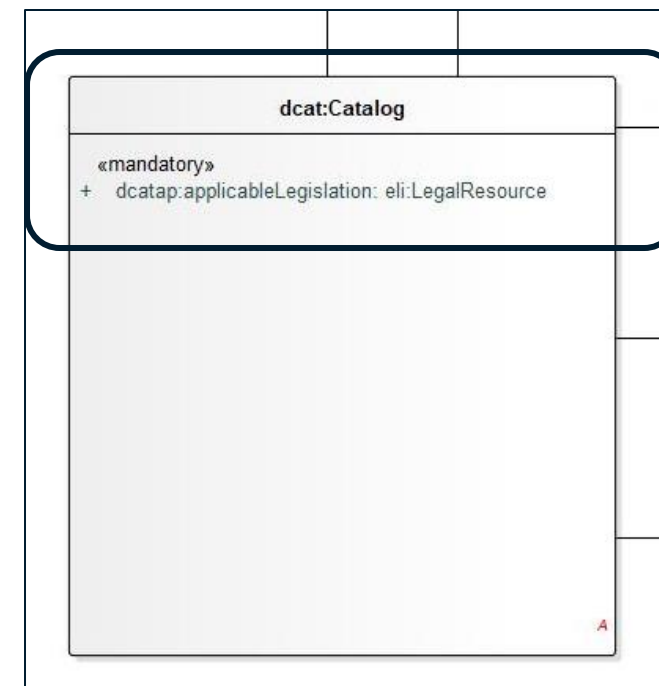 dcat:Catalog
«mandatory»
+ dcatap:applicableLegislation: eli:LegalResource
A